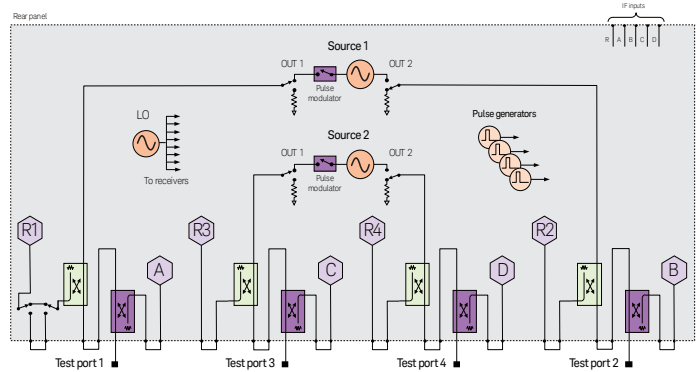 IF inputs
Rear panel
R A B C D
Source 1
OUT 1
OUT 2
Pulse
modulator
LO
To receivers
Pulse generators
Source 2
OUT 1
OUT 2
Pulse
modulator
R1
R3
R4
R2
A
C
D
B
Test port 1
Test port 3
Test port 4
Test port 2